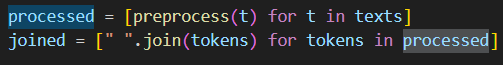 processed = [preprocess(t) for t in texts]
joined = [" ".join(tokens) for tokens in processed]